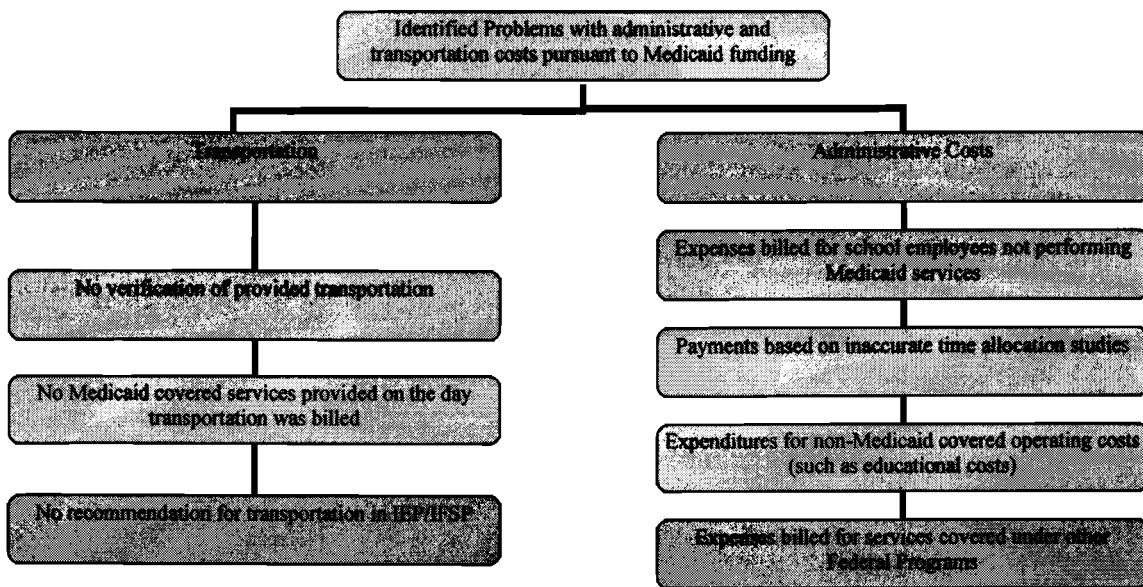 Identified Problems with administrative and
transportation costs pursuant to Medicaid funding
Transportation
No verification of provided transportation
No Medicaid covered services provided on the day
transportation was billed
No recommendation for transportation in IEP/IFSP
Administrative Costs
Expenses billed for school employees not performing
Medicaid services
Payments based on inaccurate time allocation studies
Expenditures for non-Medicaid covered operating costs
(such as educational costs)
Expenses billed for services covered under other
Federal Programs